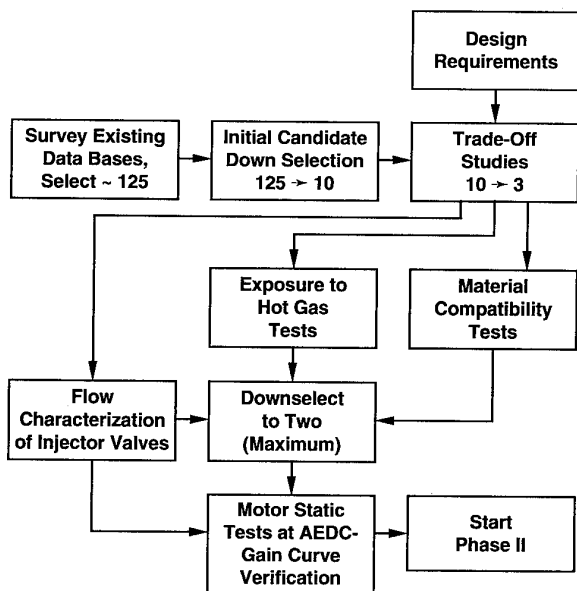 Design
Requirements
Survey Existing
Data Bases,
Select ~ 125
Initial Candidate
Down Selection
125 → 10
Trade-Off
Studies
10 → 3
Exposure to
Hot Gas
Tests
Material
Compatibility
Tests
Flow
Characterization
of Injector Valves
Downselect
to Two
(Maximum)
Motor Static
Tests at AEDC-
Gain Curve
Verification
Start
Phase II